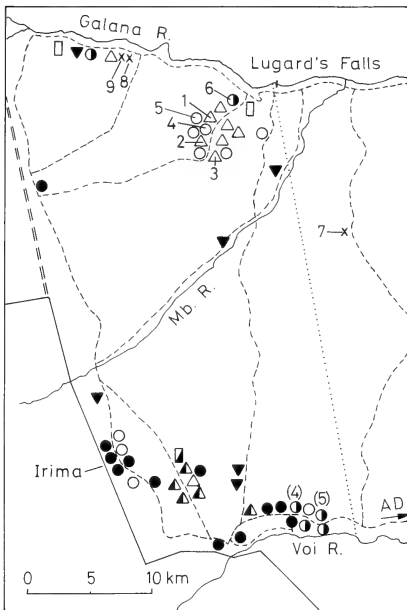 Galana R.
Lugard's Falls
9
8
1
6
5
4
2
3
7
Mb. R.
Irima
(4)
(5)
AD
Voi R.
0 5 10 km